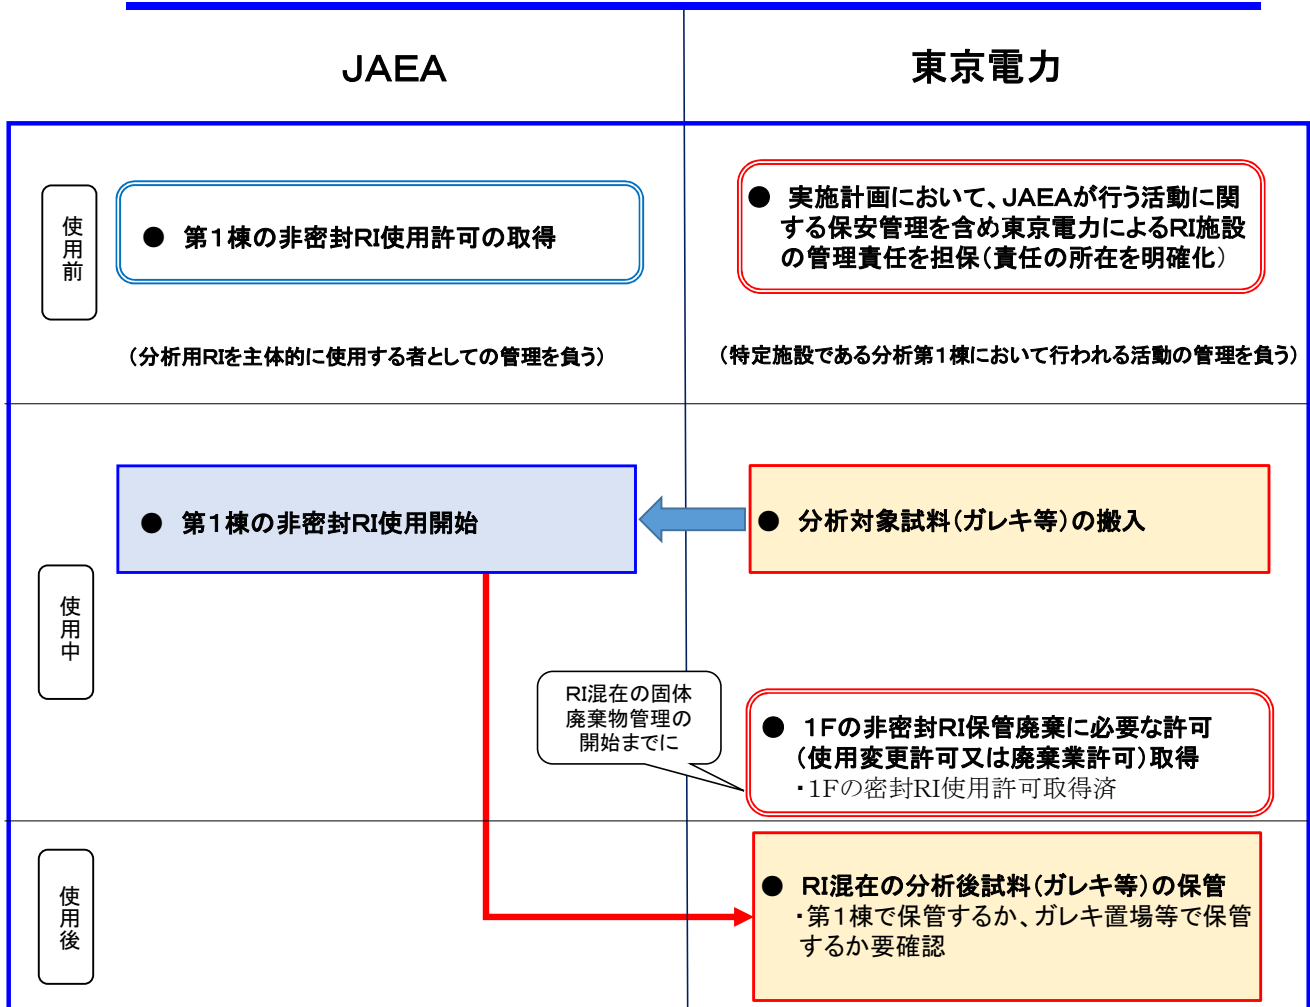 JAEA
東京電力
使用前
● 第1棟の非密封RI使用許可の取得
● 実施計画において、JAEAが行う活動に関
する保安管理を含め東京電力によるRI施設
の管理責任を担保(責任の所在を明確化)
(分析用RIを主体的に使用する者としての管理を負う)
(特定施設である分析第1棟において行われる活動の管理を負う)
使用中
● 第1棟の非密封RI使用開始
● 分析対象試料(ガレキ等)の搬入
RI混在の固体
廃棄物管理の
開始までに
● 1Fの非密封RI保管廃棄に必要な許可
(使用変更許可又は廃棄業許可)取得
・1Fの密封RI使用許可取得済
使用後
● RI混在の分析後試料(ガレキ等)の保管
・第1棟で保管するか、ガレキ置場等で保管
するか要確認